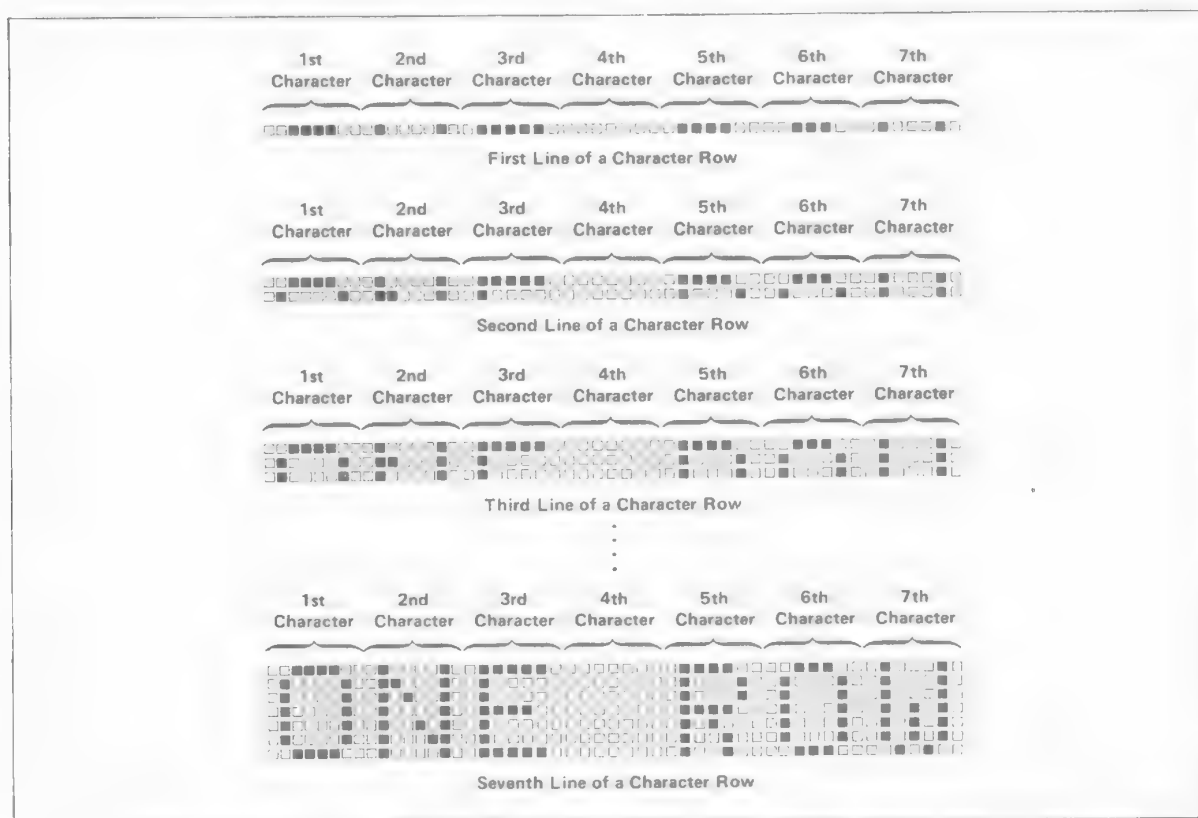 1st 2nd 3rd 4th 5th 6th 7th
Character Character Character Character Character Character Character
First Line of a Character Row
1st 2nd 3rd 4th 5th 6th 7th
Character Character Character Character Character Character Character
Second Line of a Character Row
1st 2nd 3rd 4th 5th 6th 7th
Character Character Character Character Character Character Character
Third Line of a Character Row
1st 2nd 3rd 4th 5th 6th 7th
Character Character Character Character Character Character Character
ONE ROW
Seventh Line of a Character Row